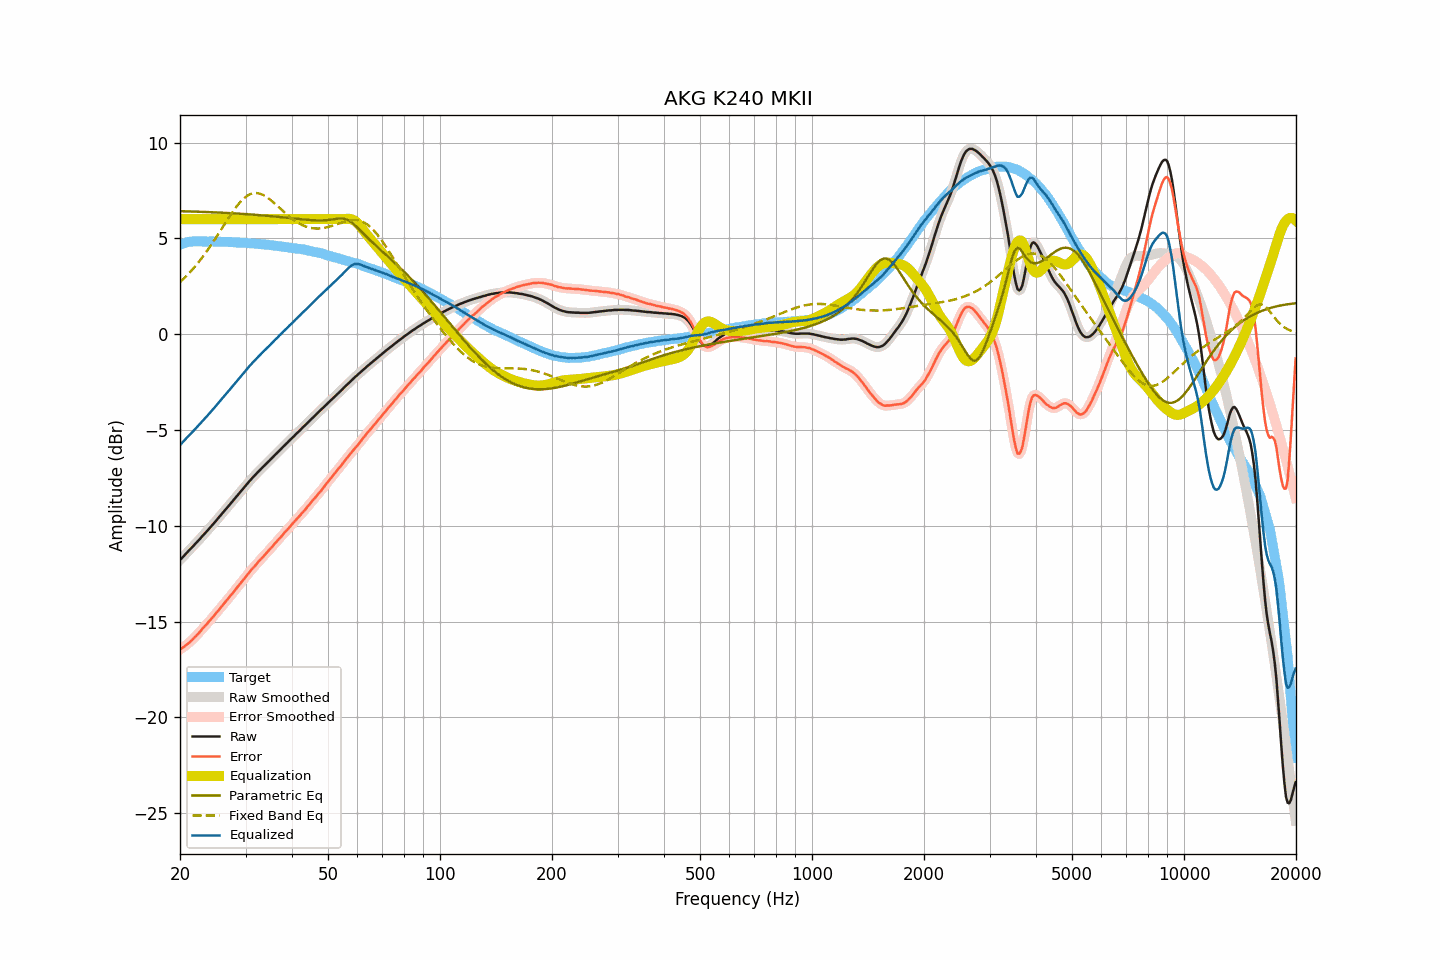 AKG K240 MKII
10
5
0
−5
−10
−15
−20
−25
Amplitude (dBr)
Target
Raw Smoothed
Error Smoothed
Raw
Error
Equalization
Parametric Eq
Fixed Band Eq
Equalized
20 50 100 200 500 1000 2000 5000 10000 20000
Frequency (Hz)